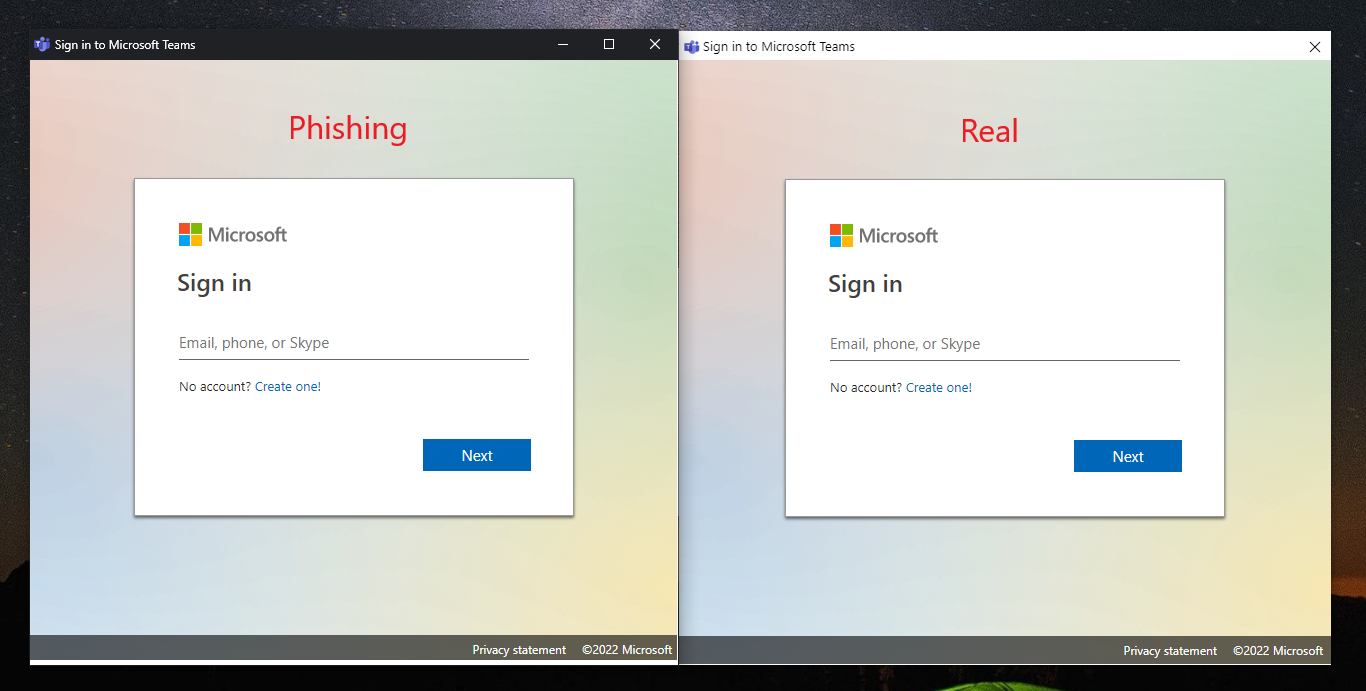 Sign in to Microsoft Teams
Phishing
Microsoft
Sign in
Email, phone, or Skype
No account? Create one!
Next
Privacy statement ©2022 Microsoft
Sign in to Microsoft Teams
Real
Microsoft
Sign in
Email, phone, or Skype
No account? Create one!
Next
Privacy statement ©2022 Microsoft